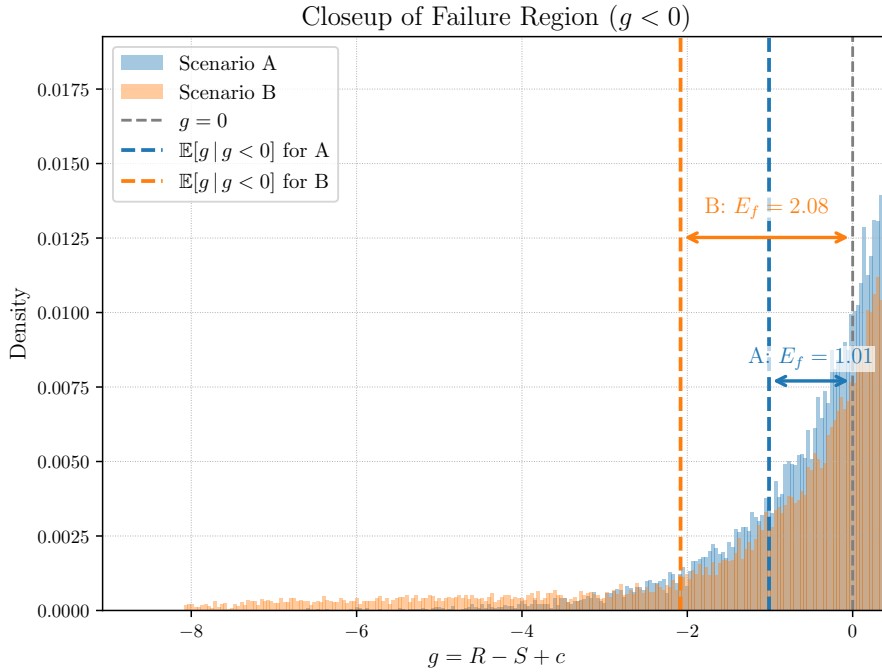 Closeup of Failure Region (g < 0)
Scenario A
Scenario B
g = 0
𝔼[g | g < 0] for A
𝔼[g | g < 0] for B
B: E_f = 2.08
A: E_f = 1.01
Density
0.0175
0.0150
0.0125
0.0100
0.0075
0.0050
0.0025
0.0000
−8
−6
−4
−2
0
g = R − S + c